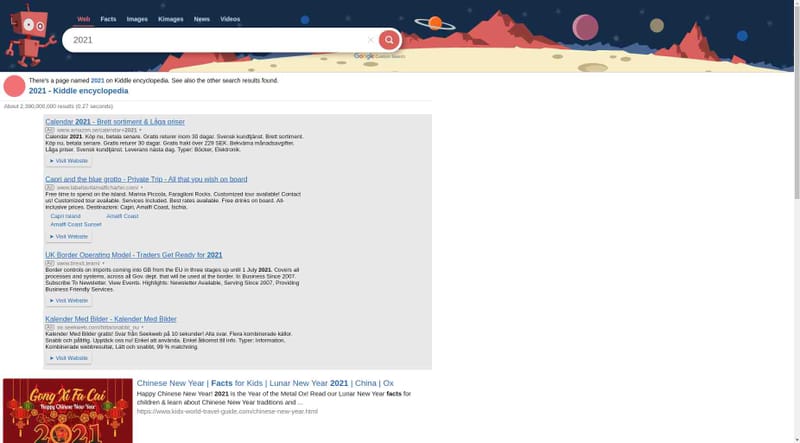 Web Facts Images Kimages News Videos
2021
Google Custom Search
There's a page named 2021 on Kiddle encyclopedia. See also the other search results found.
2021 - Kiddle encyclopedia
About 2,390,000,000 results (0.27 seconds)
Calendar 2021 - Brett sortiment & Låga priser
Ad www.amazon.se/calendar+2021
Calendar 2021. Köp nu, betala senare. Gratis returer inom 30 dagar. Svensk kundtjänst. Brett sortiment.
Köp nu, betala senare. Gratis returer 30 dagar. Gratis frakt över 229 SEK. Bekväma månadsavgifter.
Låga priser. Svensk kundtjänst. Leverans nästa dag. Typer: Böcker, Elektronik.
► Visit Website
Capri and the blue grotto - Private Trip - All that you wish on board
Ad
Free time to spend on the island. Marina Piccola, Faraglioni Rocks. Customized tour available! Contact
us! Customized tour available. Services Included. Best rates available. Free drinks on board. All-
inclusive prices. Destinazioni: Capri, Amalfi Coast, Ischia.
Capri Island Amalfi Coast
Amalfi Coast Sunset
► Visit Website
UK Border Operating Model - Traders Get Ready for 2021
Ad
Border controls on imports coming into GB from the EU in three stages up until 1 July 2021. Covers all
processes and systems, across all Gov. dept. that will be used at the border. In Business Since 2007.
Subscribe To Newsletter. View Events. Highlights: Newsletter Available, Serving Since 2007, Providing
Business Friendly Services.
► Visit Website
Kalender Med Bilder - Kalender Med Bilder
Ad
Kalender Med Bilder gratis! Svar från Seekweb på 10 sekunder! Alla svar. Flera kombinerade källor.
Snabb och pålitlig. Upptäck oss nu! Enkel att använda. Enkel åtkomst till info. Typer: Information,
Kombinerade webbresultat, Lätt och snabbt, 99 % matchning.
► Visit Website
Gong Xi Fa Cai
Happy Chinese New Year
2021
Chinese New Year | Facts for Kids | Lunar New Year 2021 | China | Ox
Happy Chinese New Year! 2021 is the Year of the Metal Ox! Read our Lunar New Year facts for
children & learn about Chinese New Year traditions and ...
https://www.kids-world-travel-guide.com/chinese-new-year.html